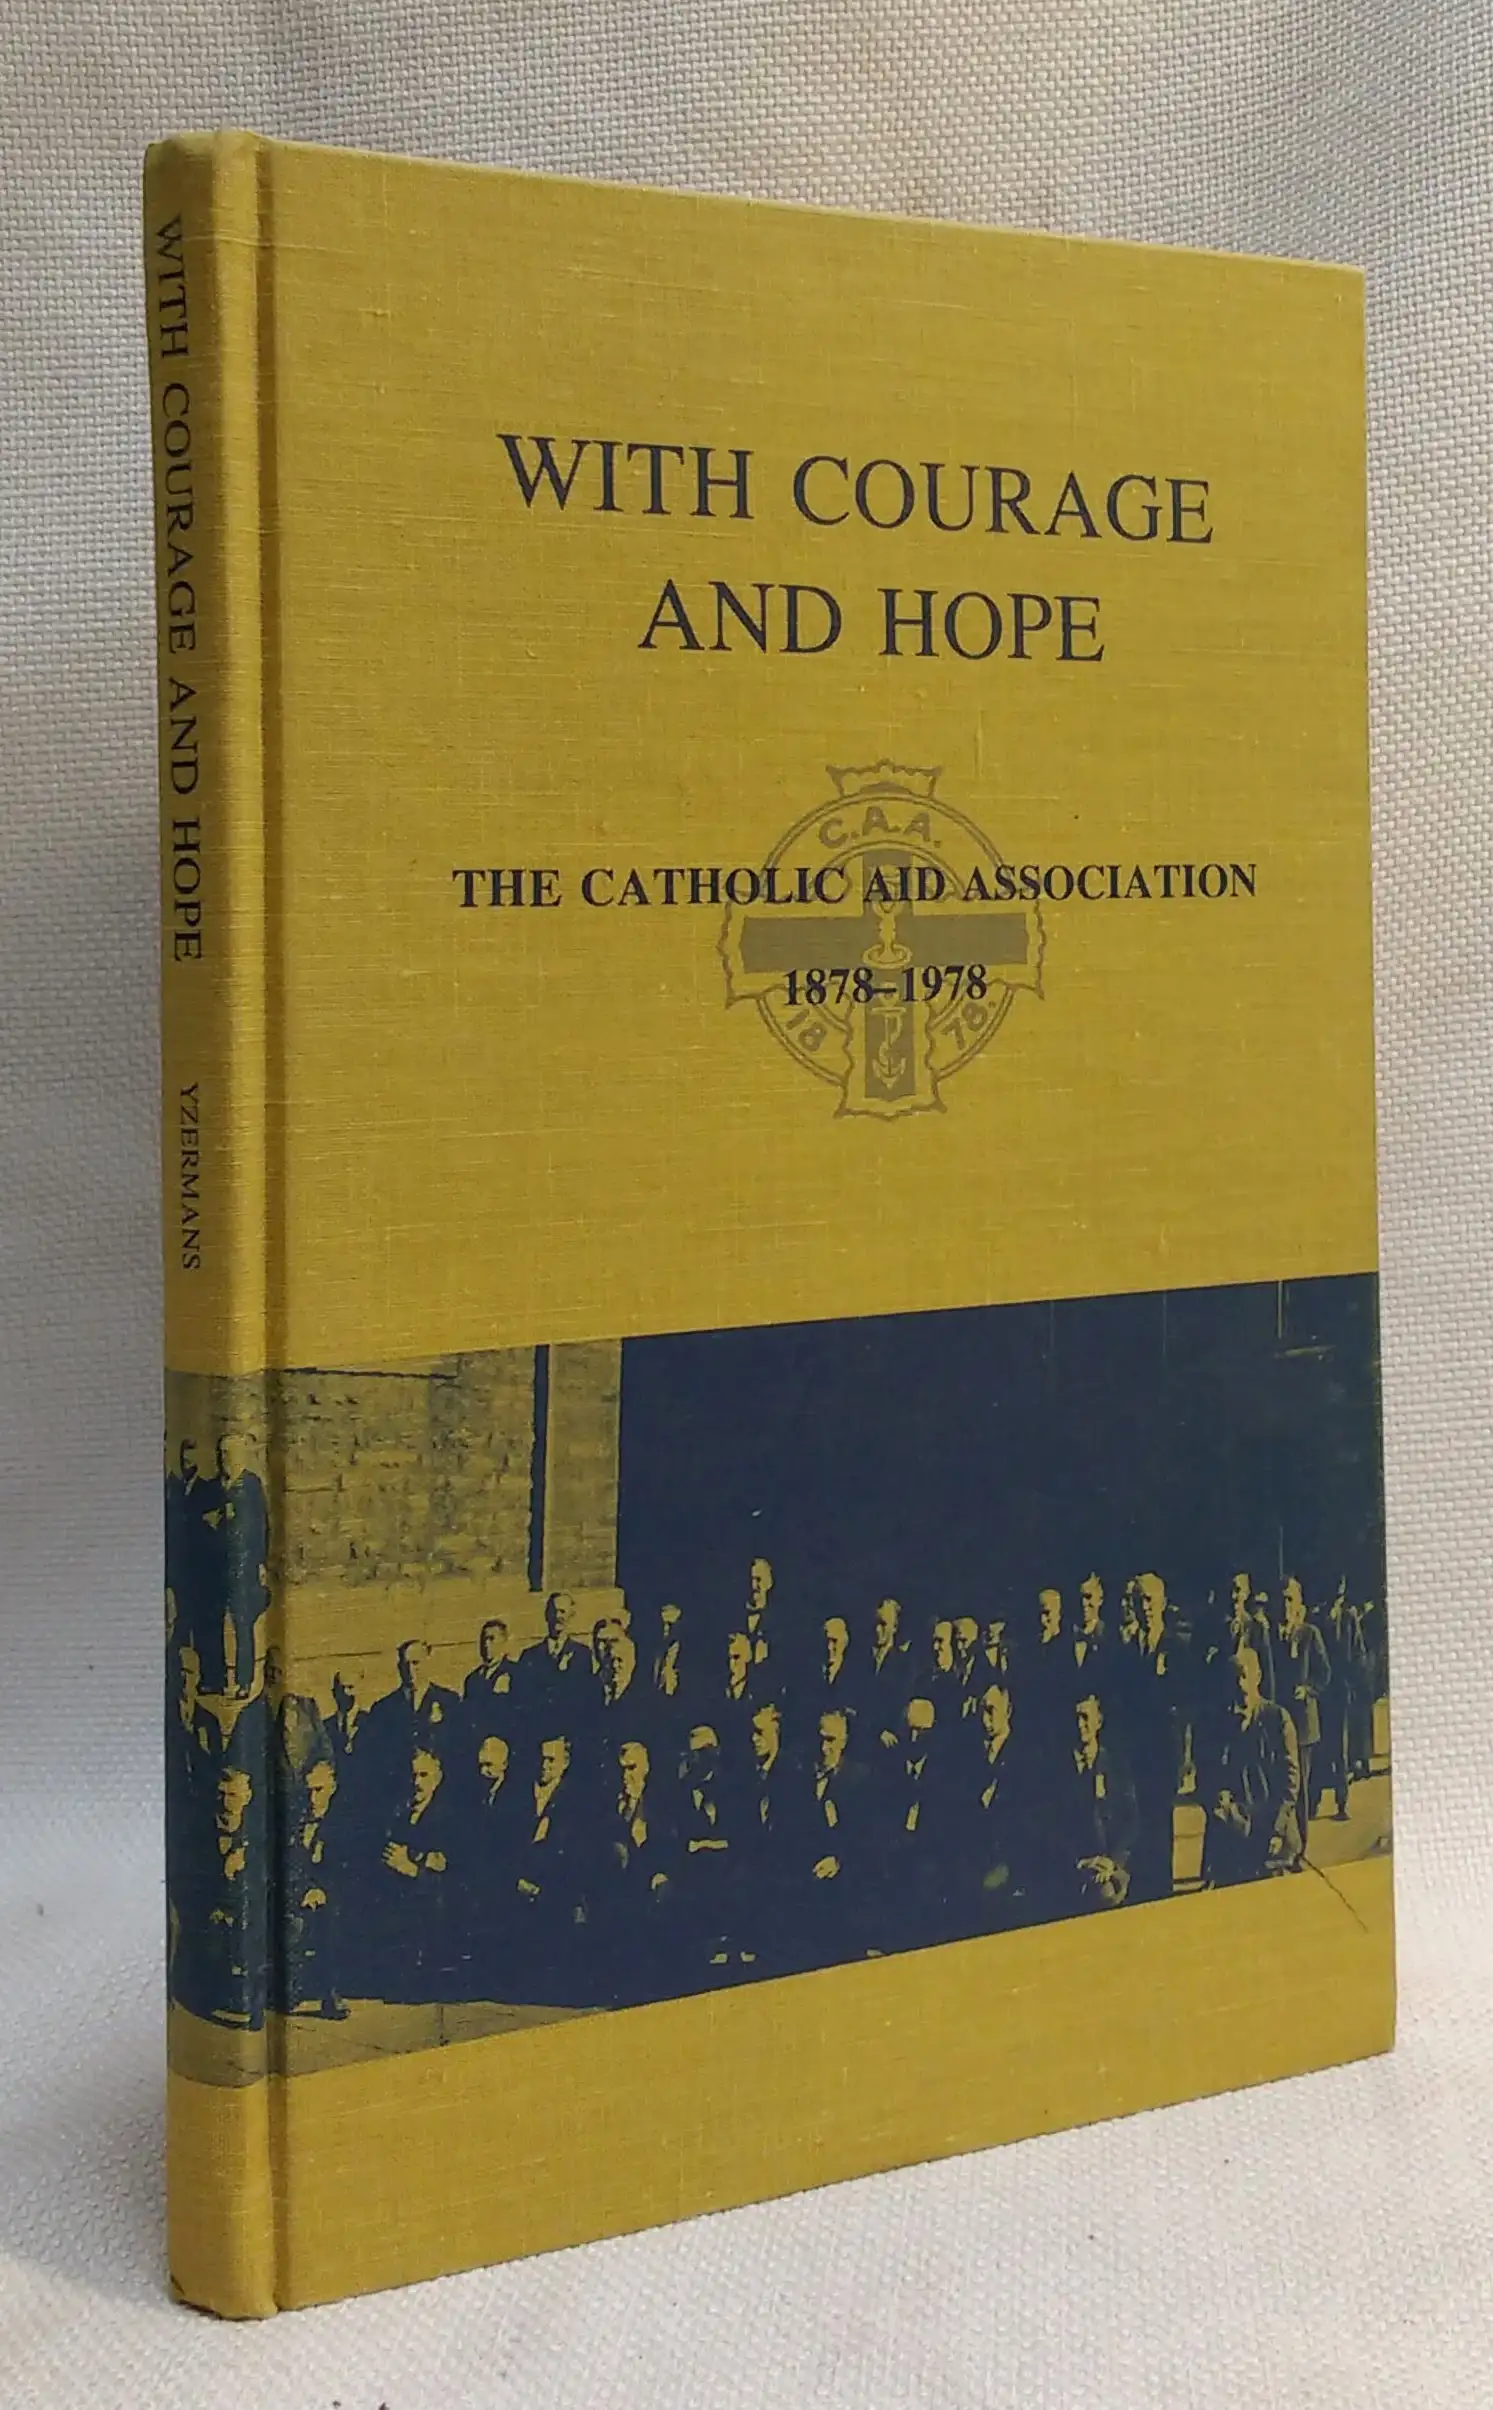 WITH COURAGE AND HOPE
YZERMANS
WITH COURAGE
AND HOPE
C.A.A.
THE CATHOLIC AID ASSOCIATION
1878-1978
18 78.